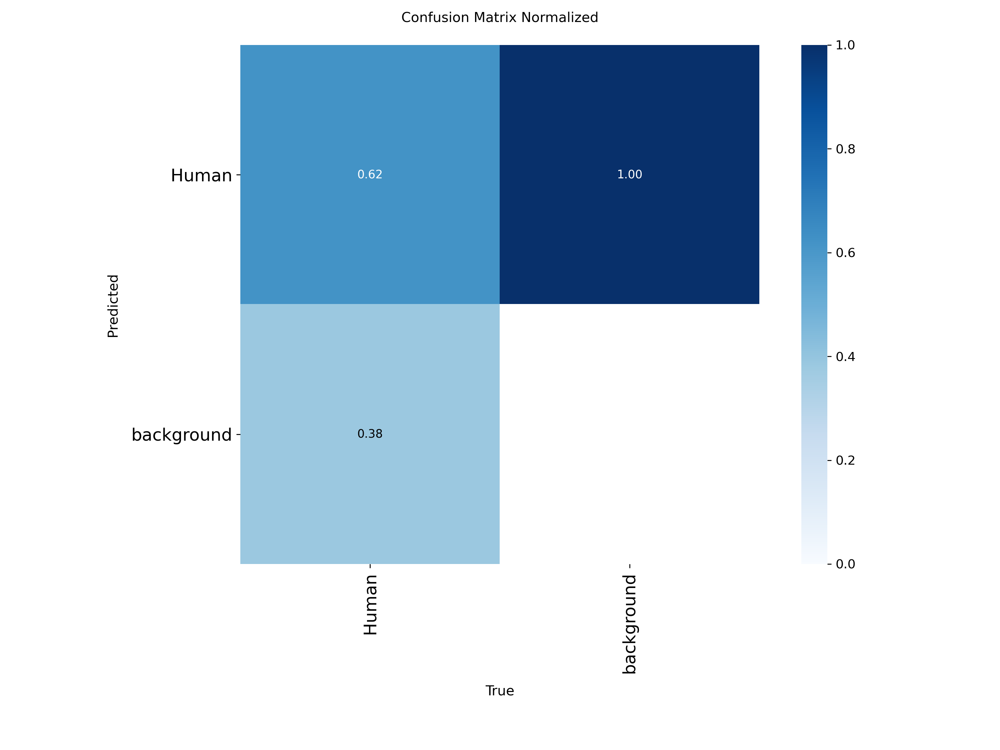 Confusion Matrix Normalized
1.0
0.8
0.6
0.4
0.2
0.0
Predicted
Human
0.62
1.00
background
0.38
Human
background
True